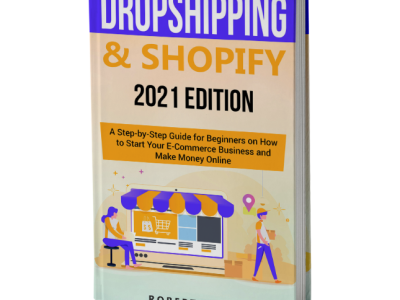 DROPSHIPPING
& SHOPIFY
2021 EDITION
A Step-by-Step Guide for Beginners on How
to Start Your E-Commerce Business and
Make Money Online